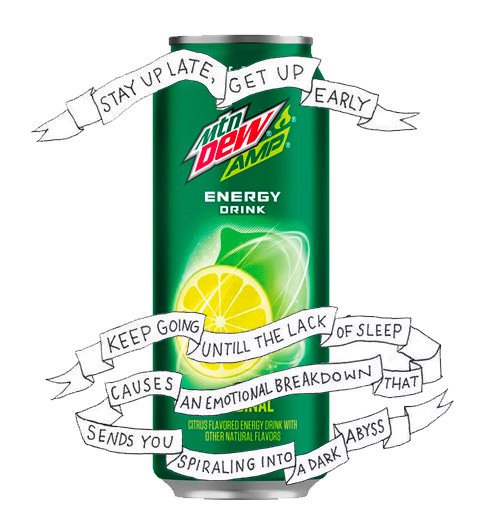 STAY UP LATE, GET UP EARLY
mtn
DEW®
AMP®
ENERGY
DRINK
KEEP GOING UNTILL THE LACK OF SLEEP
CAUSES AN EMOTIONAL BREAKDOWN THAT
SENDS YOU SPIRALING INTO A DARK ABYSS
CITRUS FLAVORED ENERGY DRINK WITH
OTHER NATURAL FLAVORS